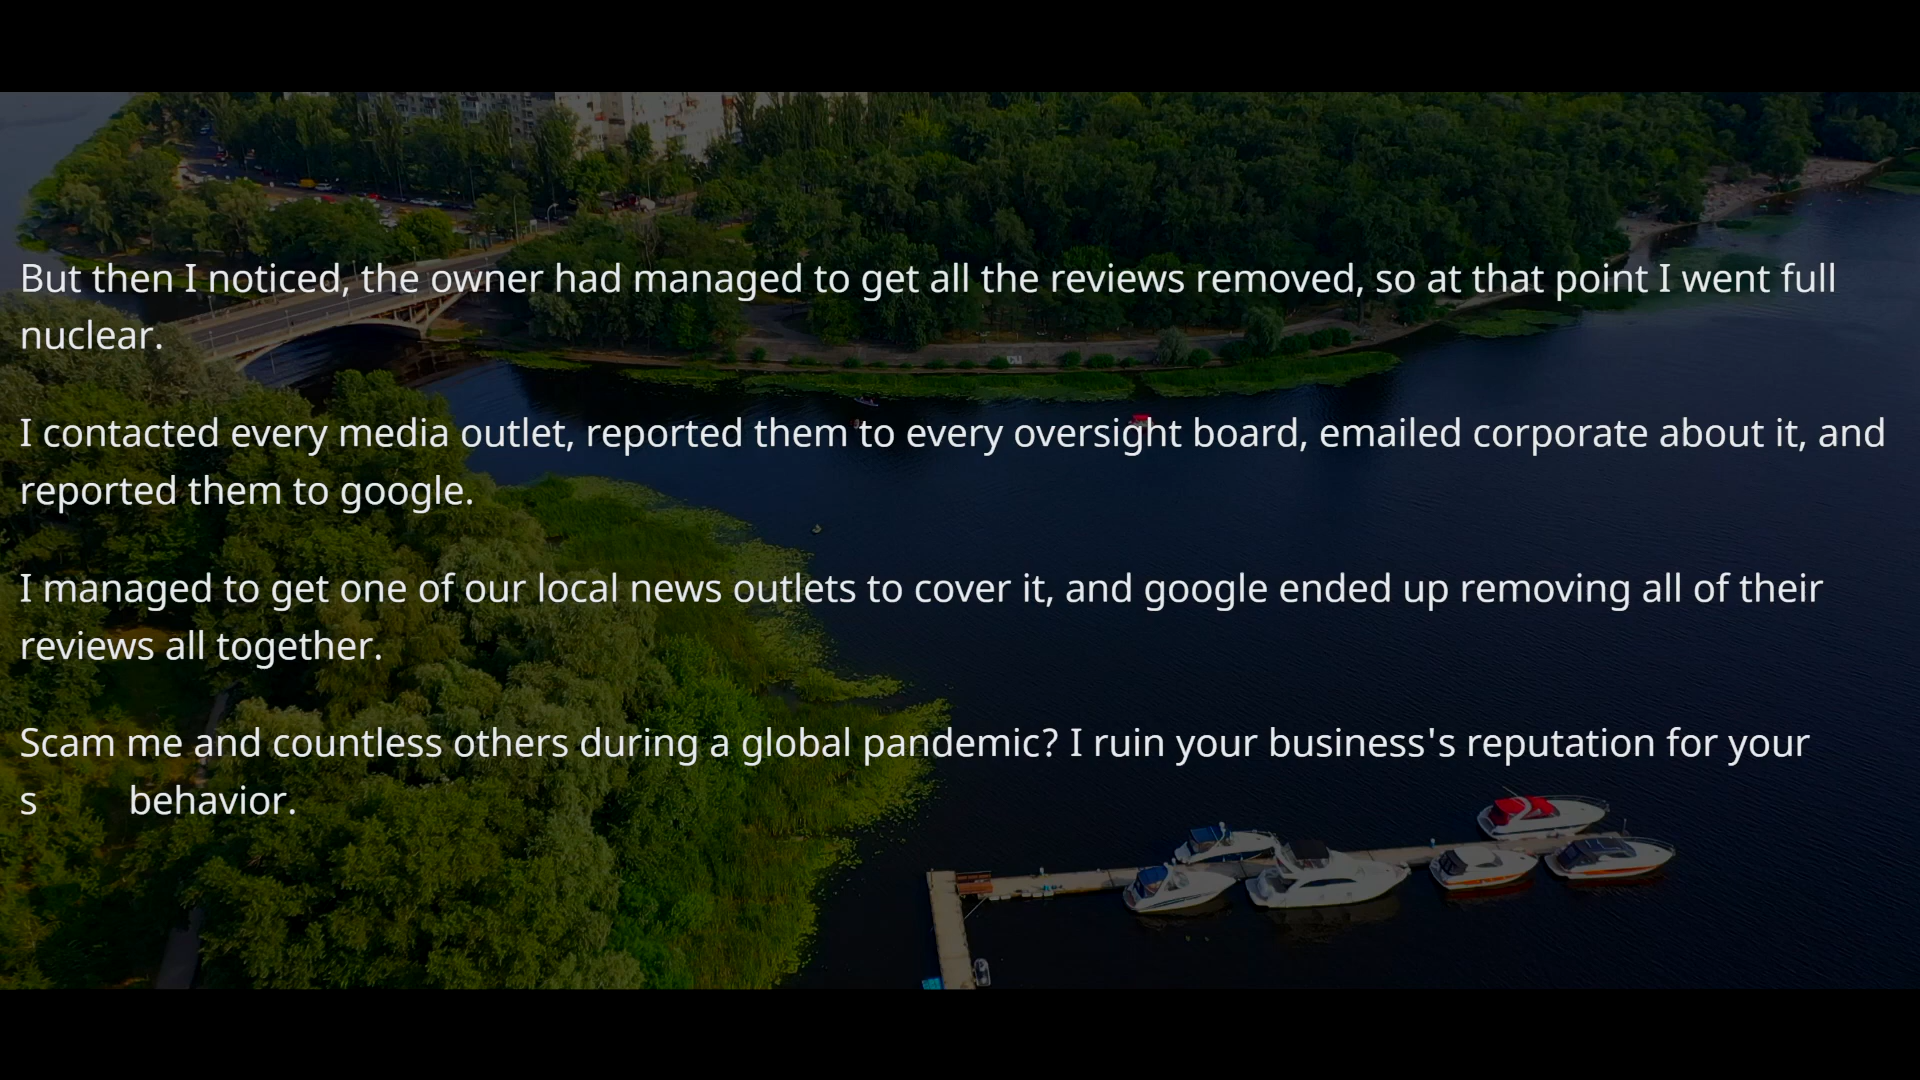 But then I noticed, the owner had managed to get all the reviews removed, so at that point I went full
nuclear.
I contacted every media outlet, reported them to every oversight board, emailed corporate about it, and
reported them to google.
I managed to get one of our local news outlets to cover it, and google ended up removing all of their
reviews all together.
Scam me and countless others during a global pandemic? I ruin your business's reputation for your
s behavior.